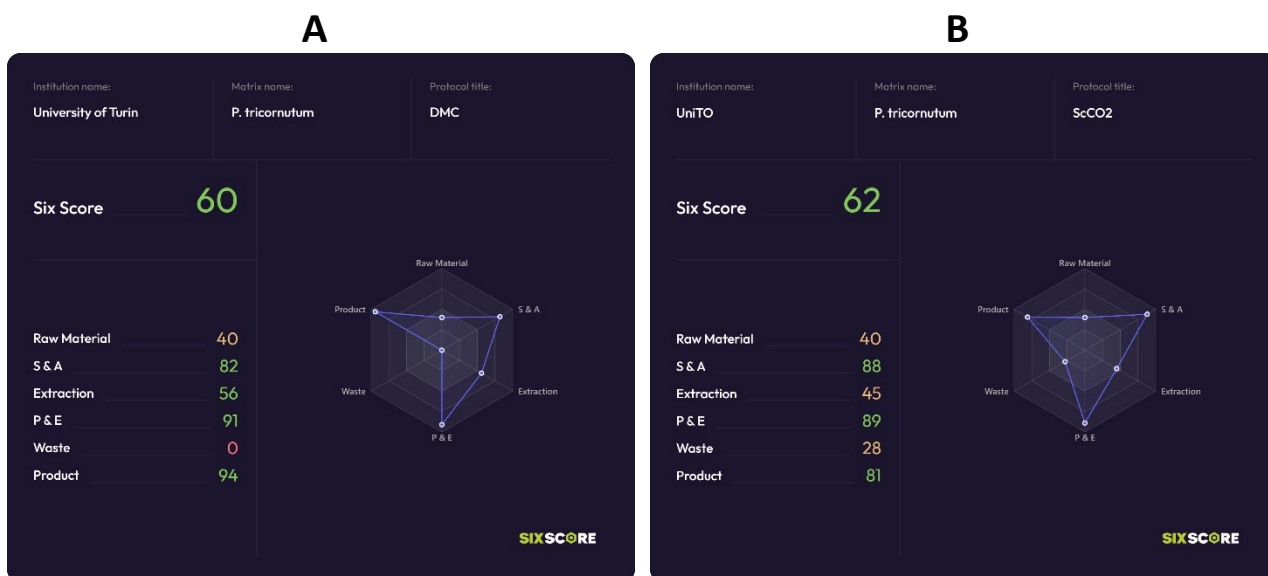 A
Institution name:
Matrix name:
Protocol title:
University of Turin
P. tricornutum
DMC
Six Score
60
Raw Material
40
S & A
82
Extraction
56
P & E
91
Waste
0
Product
94
Raw Material
Product
S & A
Waste
Extraction
P & E
SIXSCORE
B
Institution name:
Matrix name:
Protocol title:
UniTO
P. tricornutum
ScCO2
Six Score
62
Raw Material
40
S & A
88
Extraction
45
P & E
89
Waste
28
Product
81
Raw Material
Product
S & A
Waste
Extraction
P & E
SIXSCORE